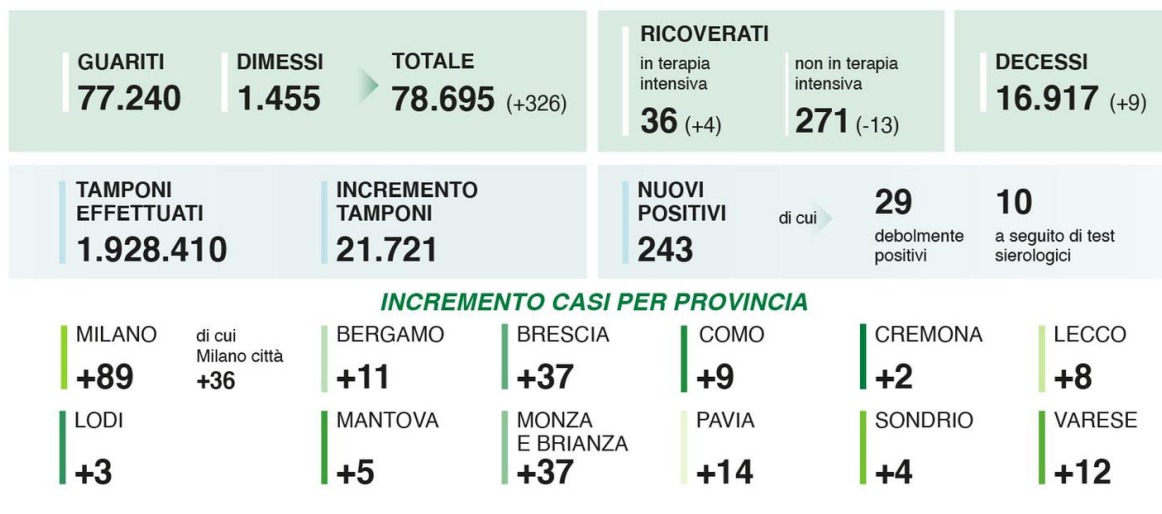 GUARITI
77.240
DIMESSI
1.455
TOTALE
78.695 (+326)
RICOVERATI
in terapia
intensiva
36 (+4)
non in terapia
intensiva
271 (-13)
DECESSI
16.917 (+9)
TAMPONI
EFFETTUATI
1.928.410
INCREMENTO
TAMPONI
21.721
NUOVI
POSITIVI
243
di cui
29
debolmente
positivi
10
a seguito di test
sierologici
INCREMENTO CASI PER PROVINCIA
MILANO
+89
di cui
Milano città
+36
BERGAMO
+11
BRESCIA
+37
COMO
+9
CREMONA
+2
LECCO
+8
LODI
+3
MANTOVA
+5
MONZA
E BRIANZA
+37
PAVIA
+14
SONDRIO
+4
VARESE
+12